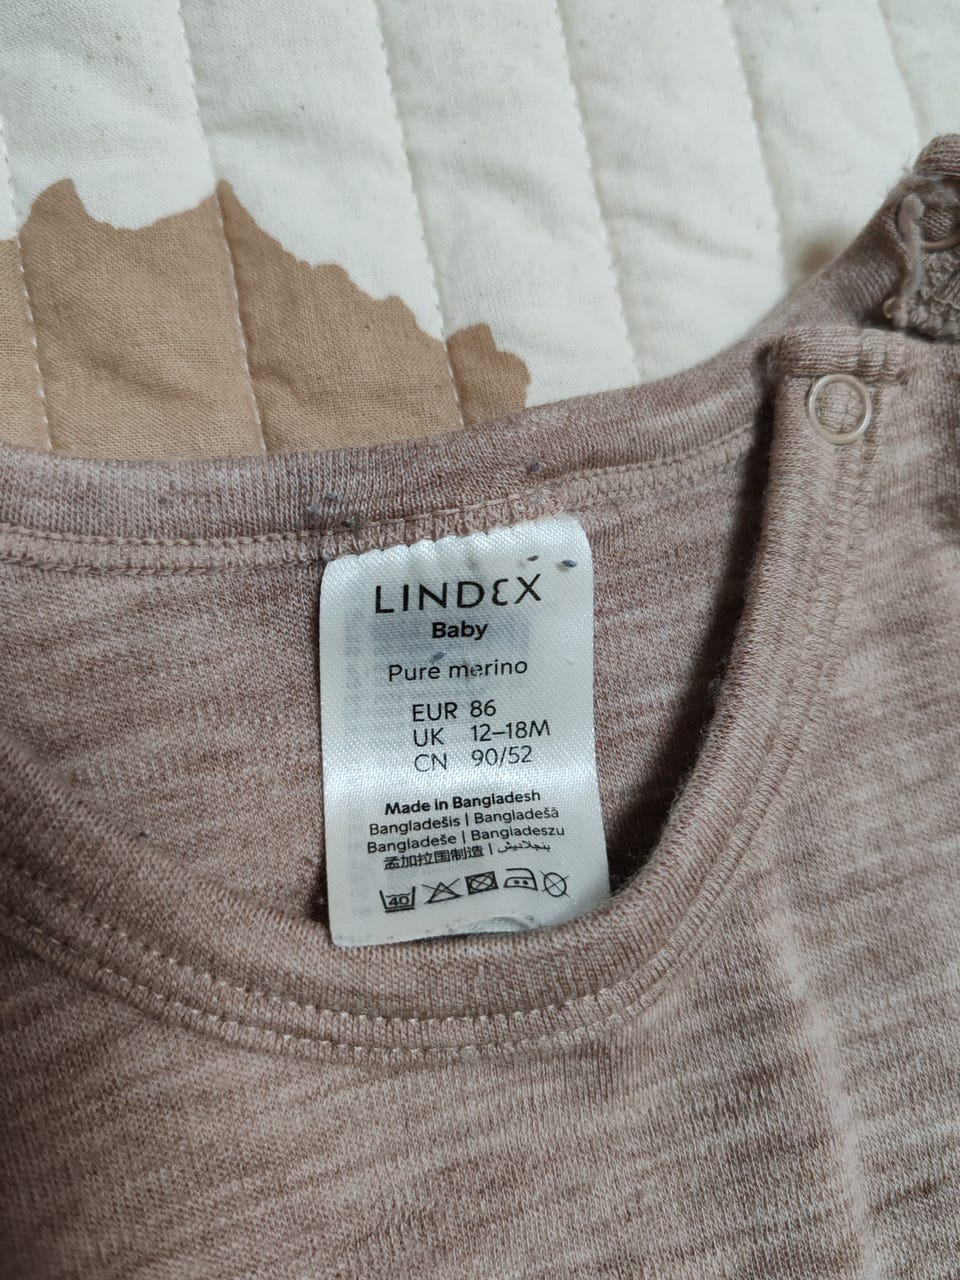 LINDEX
Baby
Pure merino
EUR 86
UK 12–18M
CN 90/52
Made in Bangladesh
Bangladešis | Bangladešā
Bangladeše | Bangladeszu
孟加拉国制造 | بنجلاديش
40